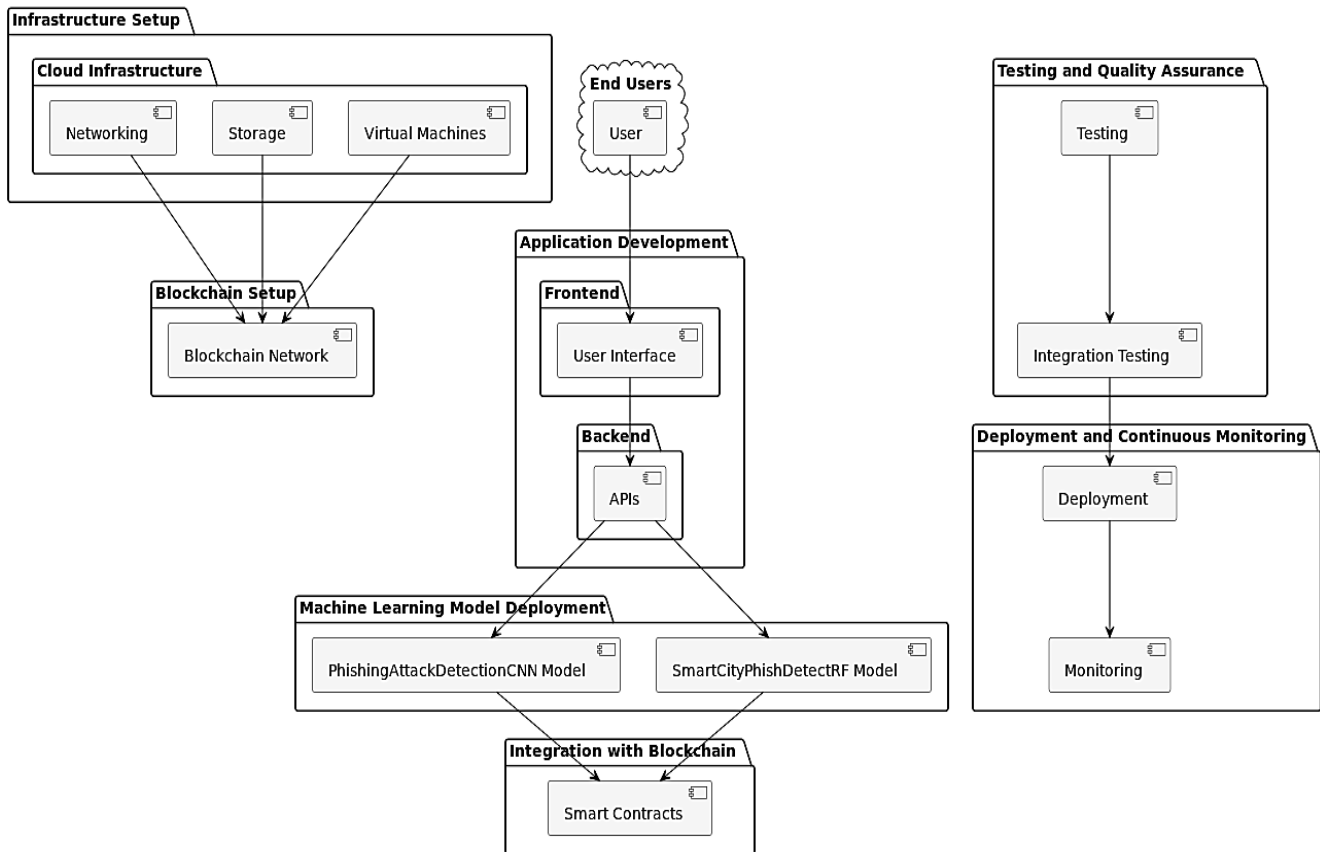 Infrastructure Setup
Cloud Infrastructure
Networking
Storage
Virtual Machines
Blockchain Setup
Blockchain Network
End Users
User
Application Development
Frontend
User Interface
Backend
APIs
Machine Learning Model Deployment
PhishingAttackDetectionCNN Model
SmartCityPhishDetectRF Model
Integration with Blockchain
Smart Contracts
Testing and Quality Assurance
Testing
Integration Testing
Deployment and Continuous Monitoring
Deployment
Monitoring